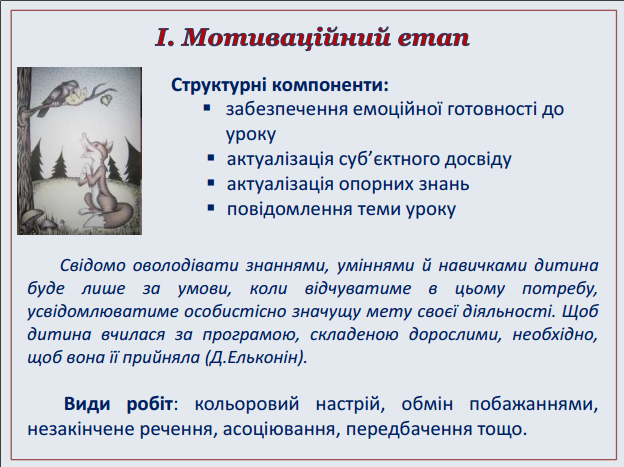 І. Мотиваційний етап
Структурні компоненти:
▪ забезпечення емоційної готовності до
уроку
▪ актуалізація суб’єктного досвіду
▪ актуалізація опорних знань
▪ повідомлення теми уроку
Свідомо оволодівати знаннями, уміннями й навичками дитина
буде лише за умови, коли відчуватиме в цьому потребу,
усвідомлюватиме особистісно значущу мету своєї діяльності. Щоб
дитина вчилася за програмою, складеною дорослими, необхідно,
щоб вона її прийняла (Д.Ельконін).
Види робіт: кольоровий настрій, обмін побажаннями,
незакінчене речення, асоціювання, передбачення тощо.